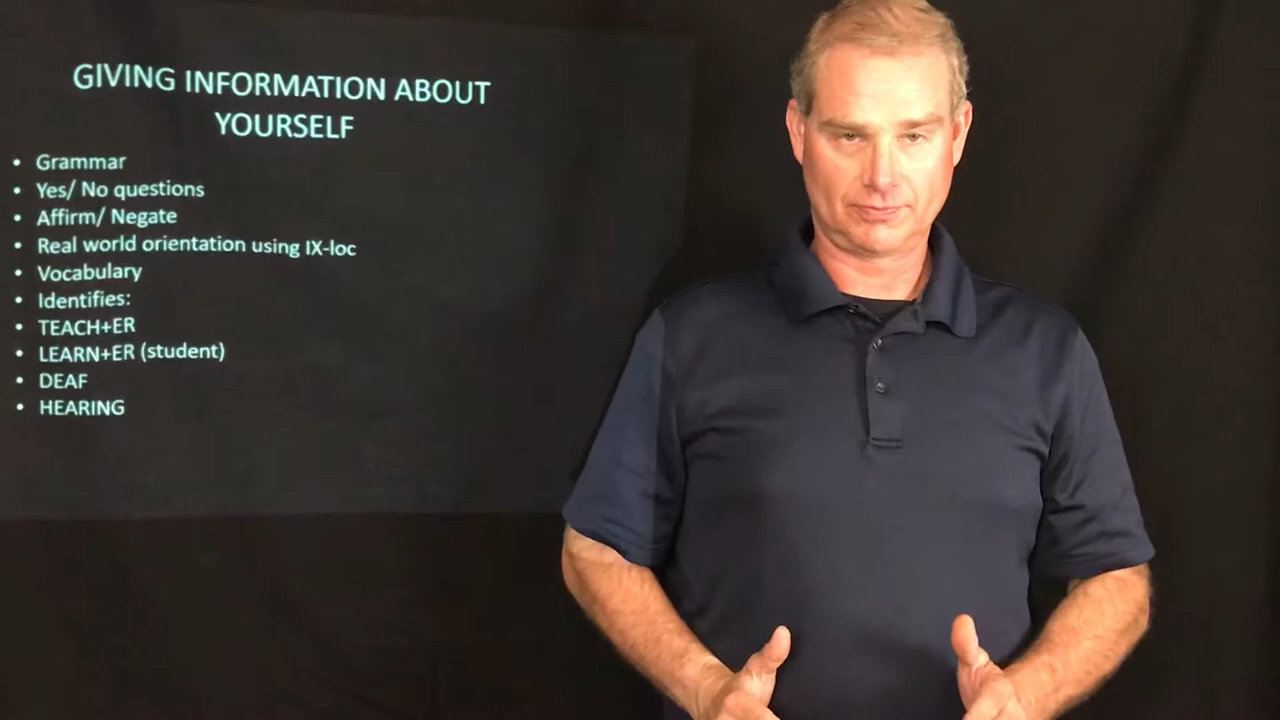 GIVING INFORMATION ABOUT
YOURSELF
• Grammar
• Yes/ No questions
• Affirm/ Negate
• Real world orientation using IX-loc
• Vocabulary
• Identifies:
• TEACH+ER
• LEARN+ER (student)
• DEAF
• HEARING